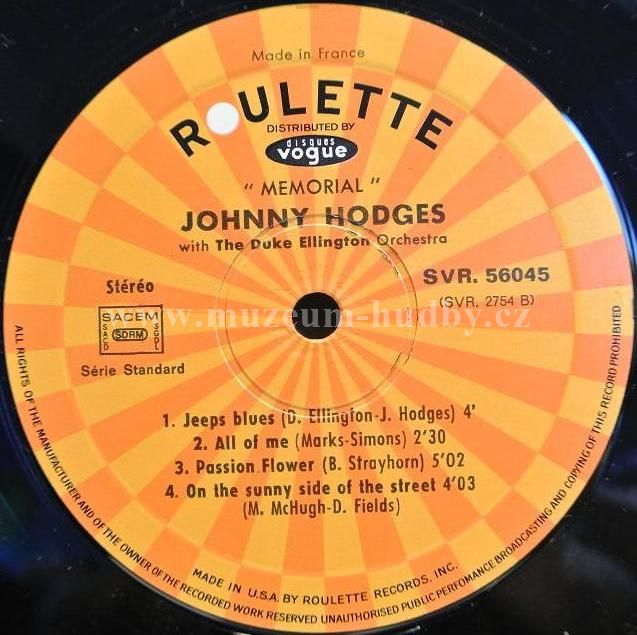 Made in France
ROULETTE
DISTRIBUTED BY
disques
vogue
" MEMORIAL "
JOHNNY HODGES
with The Duke Ellington Orchestra
Stéréo
SVR. 56045
(SVR. 2754 B)
SACEM
SACD
SDRM
SGDL
Série Standard
www.muzeum-hudby.cz
1. Jeeps blues (D. Ellington-J. Hodges) 4'
2. All of me (Marks-Simons) 2'30
3. Passion Flower (B. Strayhorn) 5'02
4. On the sunny side of the street 4'03
(M. McHugh-D. Fields)
MADE IN U.S.A. BY ROULETTE RECORDS, INC.
ALL RIGHTS OF THE MANUFACTURER AND OF THE OWNER OF THE RECORDED WORK RESERVED UNAUTHORISED PUBLIC PERFOMANCE BROADCASTING AND COPYING OF THIS RECORD PROHIBITED